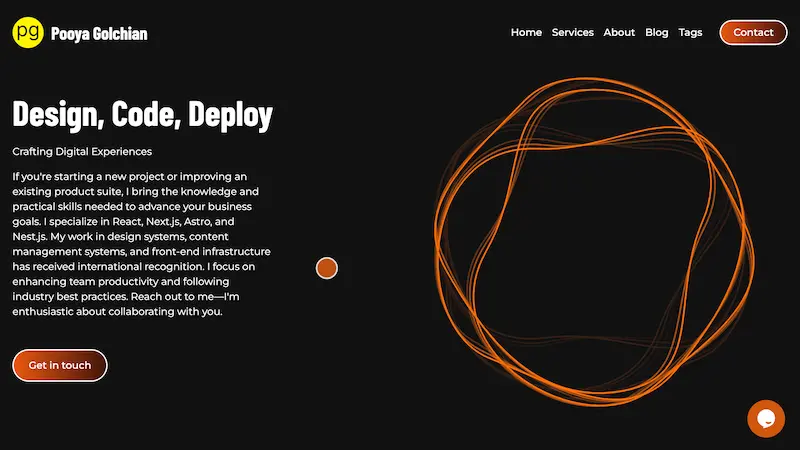 pg Pooya Golchian
Home Services About Blog Tags Contact
Design, Code, Deploy
Crafting Digital Experiences
If you're starting a new project or improving an
existing product suite, I bring the knowledge and
practical skills needed to advance your business
goals. I specialize in React, Next.js, Astro, and
Nest.js. My work in design systems, content
management systems, and front-end infrastructure
has received international recognition. I focus on
enhancing team productivity and following
industry best practices. Reach out to me—I'm
enthusiastic about collaborating with you.
Get in touch